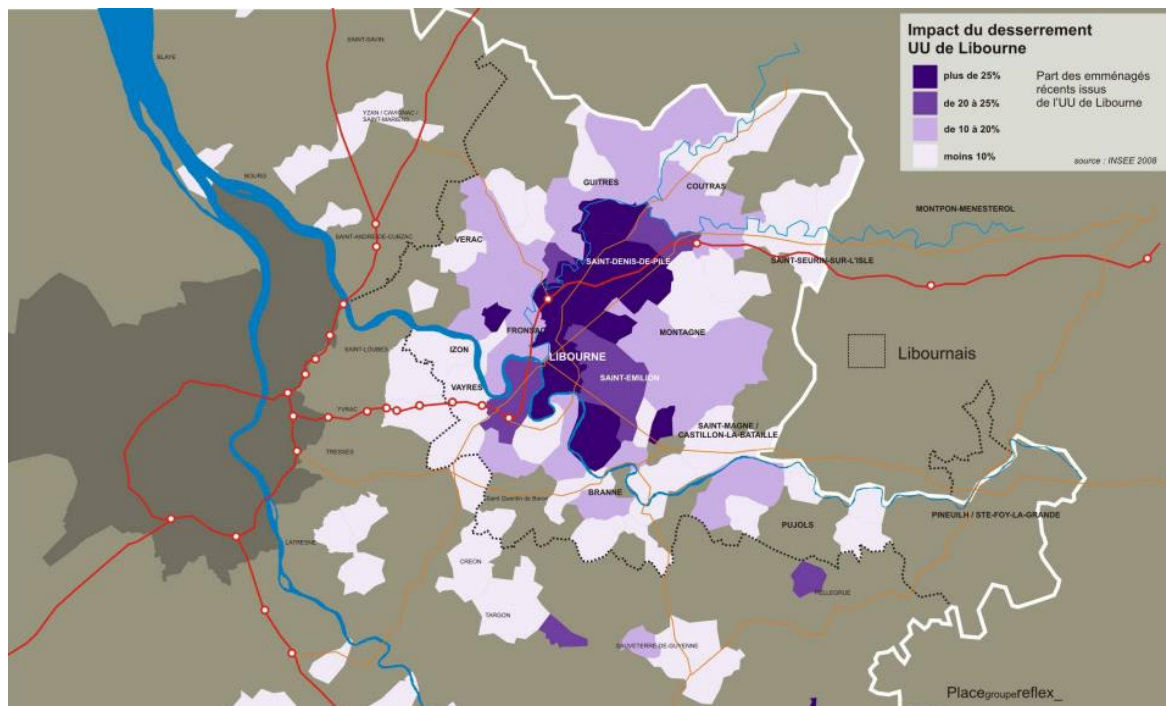 Impact du desserrement
UU de Libourne
plus de 25%
de 20 à 25%
de 10 à 20%
moins 10%
Part des emménagés
récents issus
de l'UU de Libourne
source : INSEE 2008
SAINT-SAVIN
BLAYE
YZAN / CAVIGNAC /
SAINT-MARIENS
BOURG
GUITRES
COUTRAS
MONTPON-MENESTEROL
SAINT-ANDRE-DE-CUBZAC
VERAC
SAINT-DENIS-DE-PILE
SAINT-SEURIN-SUR-L'ISLE
FRONSAC
MONTAGNE
SAINT-LOUBES
IZON
LIBOURNE
Libournais
VAYRES
SAINT-EMILION
YVRAC
SAINT-MAGNE /
CASTILLON-LA-BATAILLE
TRESSES
Saint Quentin de Baron
BRANNE
PINEUILH / STE-FOY-LA-GRANDE
PUJOLS
LATRESNE
CREON
PELLEGRUE
TARGON
SAUVETERRE-DE-GUYENNE
Placegroupereflex_